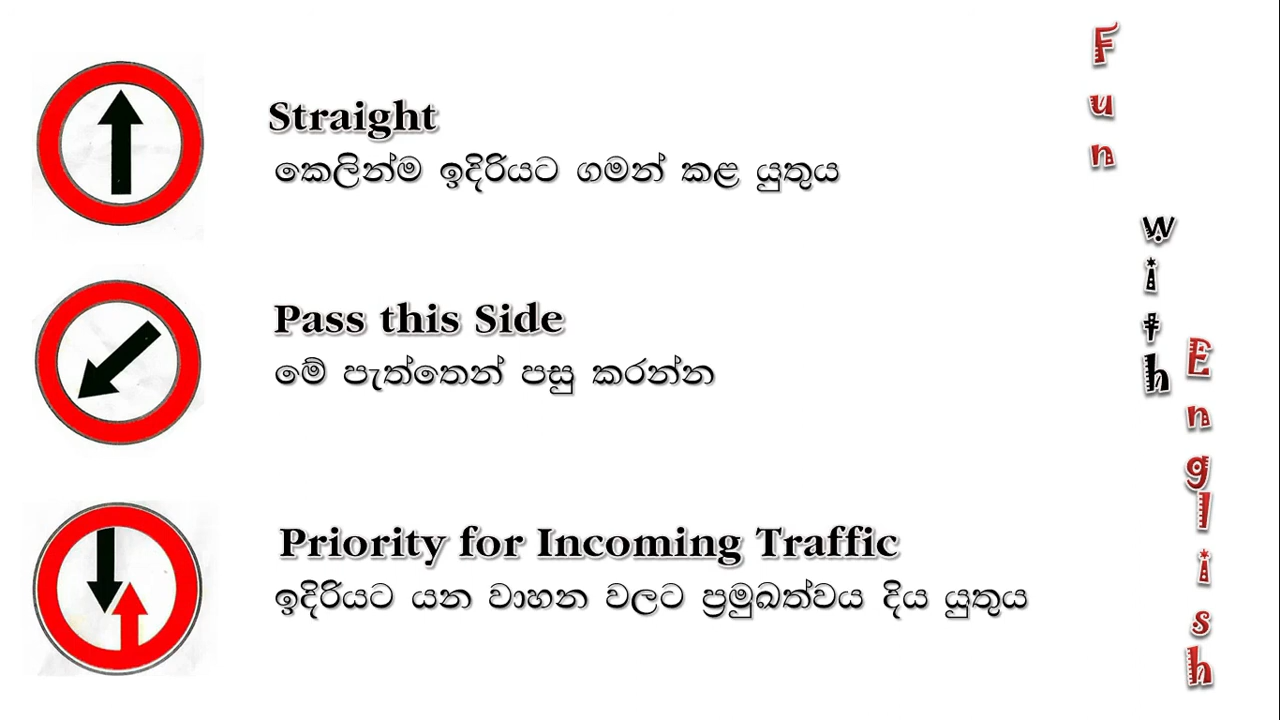 Straight
කෙලින්ම ඉදිරියට ගමන් කළ යුතුය
Pass this Side
මේ පැත්තෙන් පසු කරන්න
Priority for Incoming Traffic
ඉදිරියට යන වාහන වලට ප්‍රමුඛත්වය දිය යුතුය
Fun
with
English